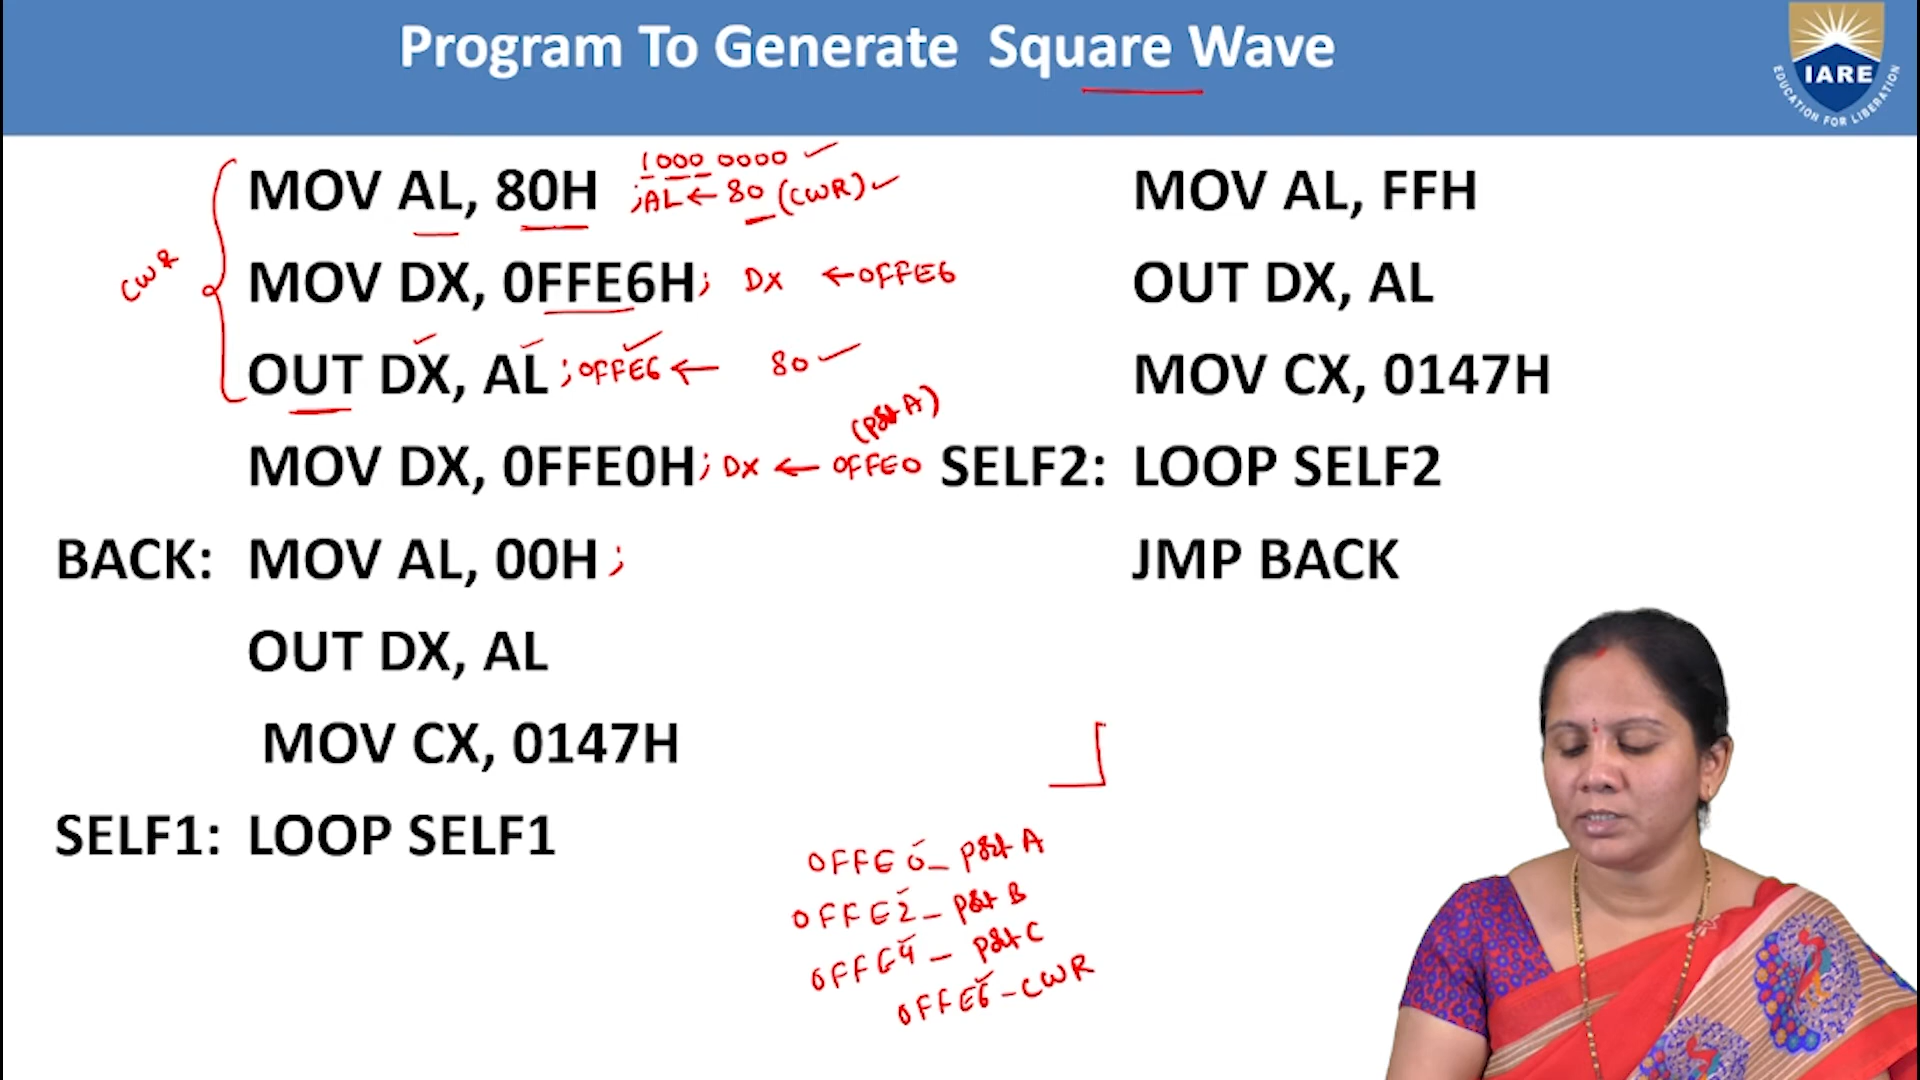 Program To Generate Square Wave
IARE
EDUCATION FOR LIBERATION
1000 0000
MOV AL, 80H ;AL ← 80 (CWR)
CWR
MOV DX, 0FFE6H; DX ← 0FFE6
OUT DX, AL ;0FFE6 ← 80
(port A)
MOV DX, 0FFE0H; DX ← 0FFE0
BACK: MOV AL, 00H ;
OUT DX, AL
MOV CX, 0147H
SELF1: LOOP SELF1
MOV AL, FFH
OUT DX, AL
MOV CX, 0147H
SELF2: LOOP SELF2
JMP BACK
0FFE0 - port A
0FFE2 - port B
0FFE4 - port C
0FFE6 - CWR